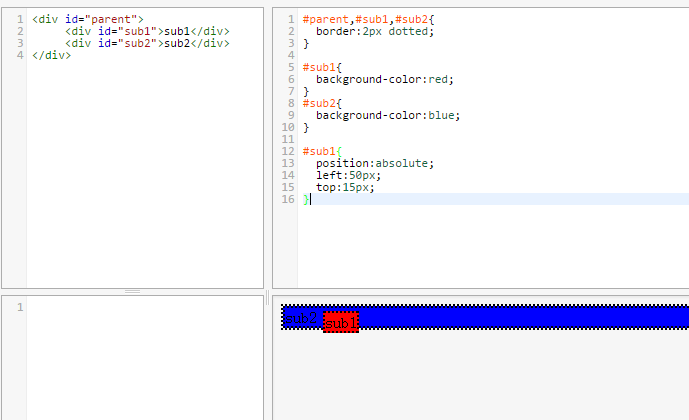 1 <div id="parent">
2 <div id="sub1">sub1</div>
3 <div id="sub2">sub2</div>
4 </div>
1 #parent,#sub1,#sub2{
2 border:2px dotted;
3 }
4
5 #sub1{
6 background-color:red;
7 }
8 #sub2{
9 background-color:blue;
10 }
11
12 #sub1{
13 position:absolute;
14 left:50px;
15 top:15px;
16 }
1
sub2 sub1